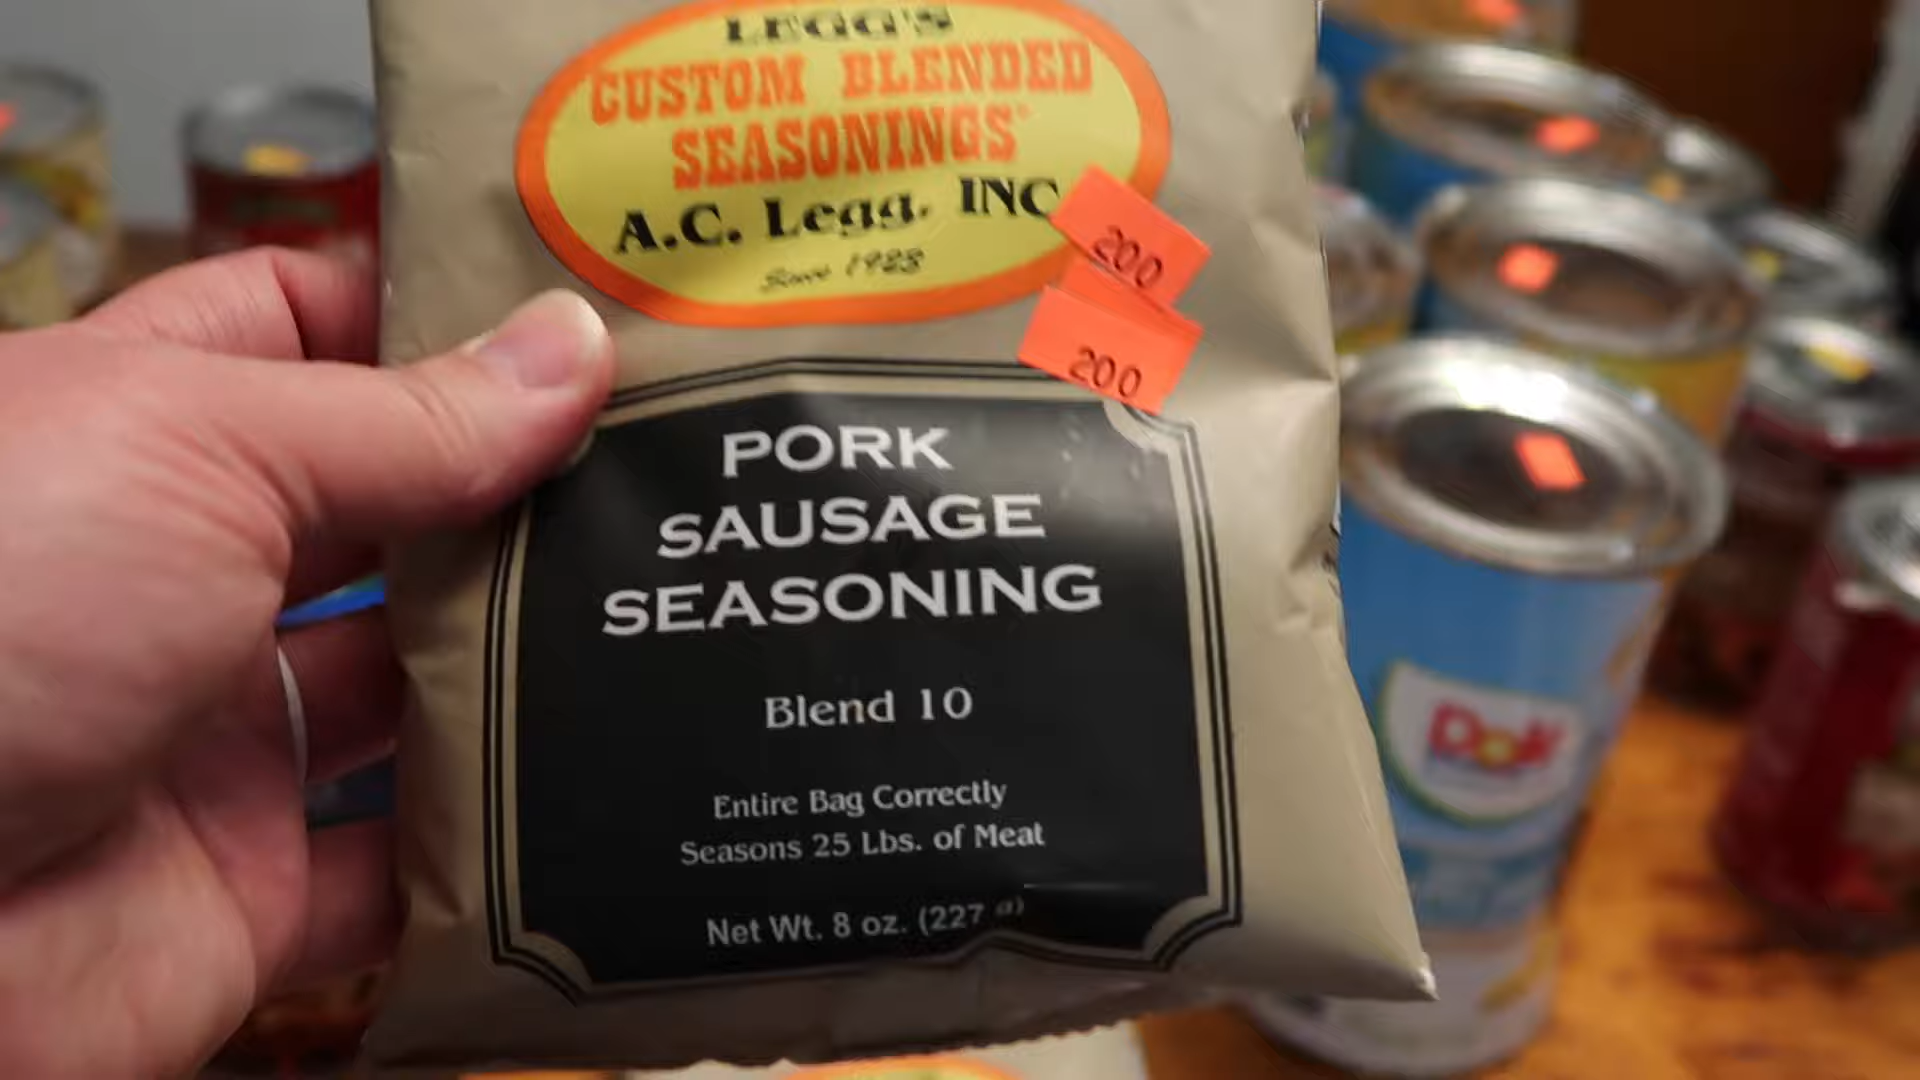 LEGG'S
CUSTOM BLENDED
SEASONINGS
A.C. Legg, INC
Since 1923
200
200
PORK
SAUSAGE
SEASONING
Blend 10
Entire Bag Correctly
Seasons 25 Lbs. of Meat
Net Wt. 8 oz. (227 g)
Dole